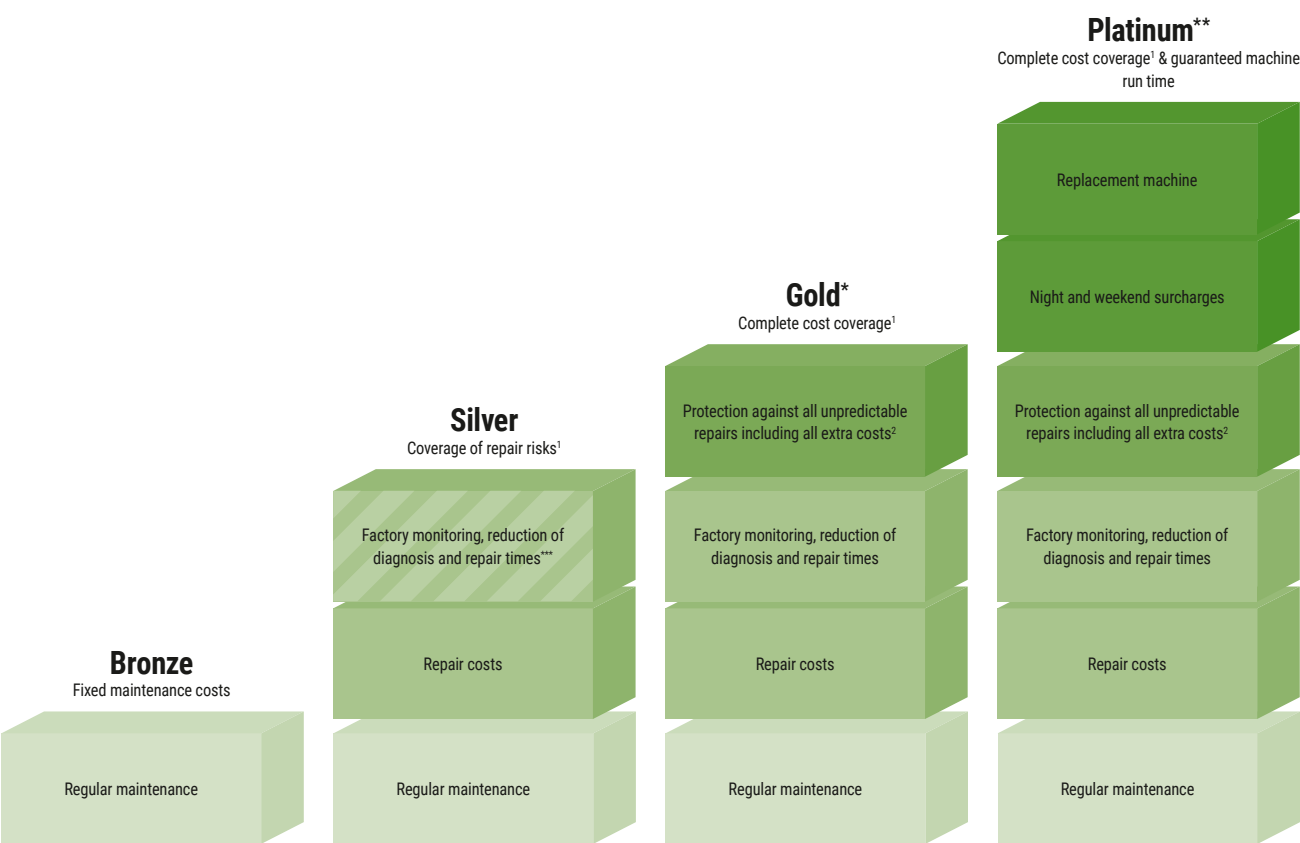 Bronze
Fixed maintenance costs
Regular maintenance
Silver
Coverage of repair risks¹
Factory monitoring, reduction of
diagnosis and repair times***
Repair costs
Regular maintenance
Gold*
Complete cost coverage¹
Protection against all unpredictable
repairs including all extra costs²
Factory monitoring, reduction of
diagnosis and repair times
Repair costs
Regular maintenance
Platinum**
Complete cost coverage¹ & guaranteed machine
run time
Replacement machine
Night and weekend surcharges
Protection against all unpredictable
repairs including all extra costs²
Factory monitoring, reduction of
diagnosis and repair times
Repair costs
Regular maintenance